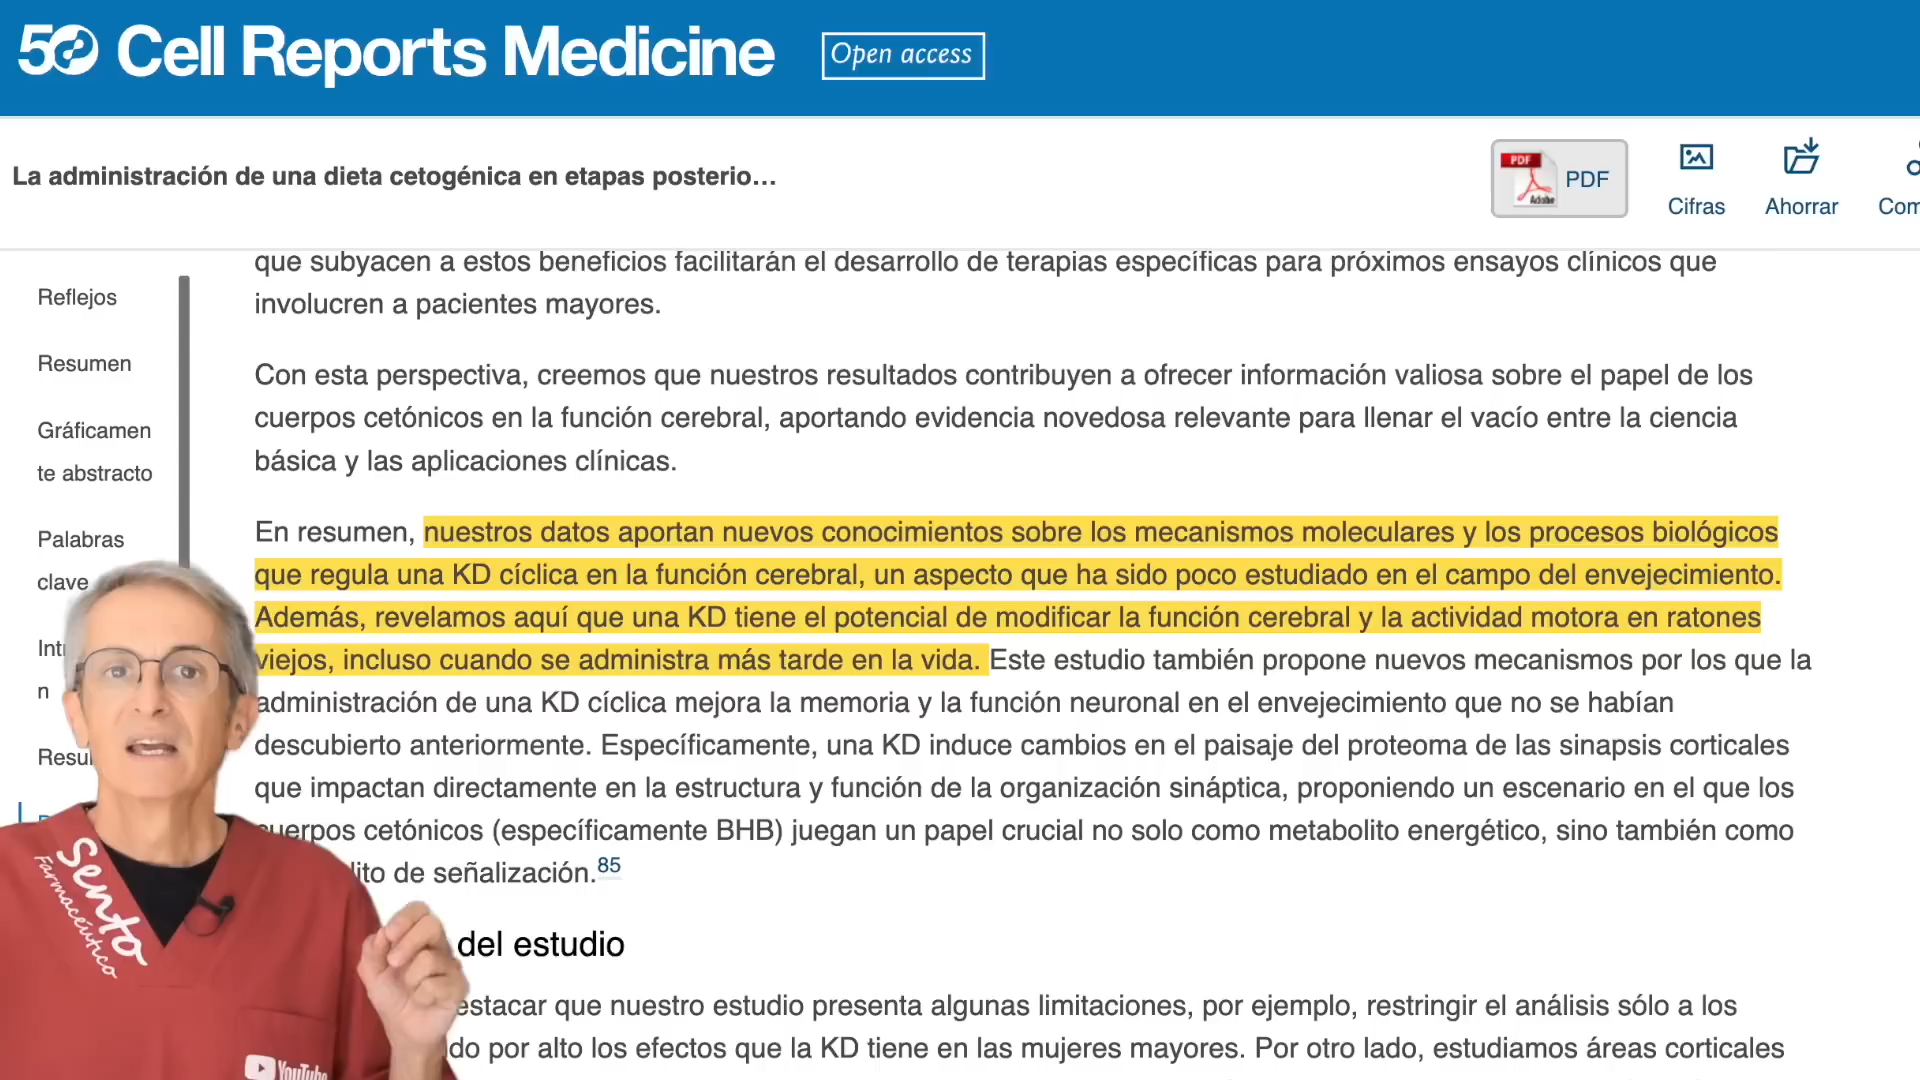 50 Cell Reports Medicine Open access
La administración de una dieta cetogénica en etapas posterio…
PDF
PDF
Adobe
Cifras
Ahorrar
Com
Reflejos
Resumen
Gráficamen
te abstracto
Palabras
clave
Int
n
Resu
que subyacen a estos beneficios facilitarán el desarrollo de terapias específicas para próximos ensayos clínicos que
involucren a pacientes mayores.
Con esta perspectiva, creemos que nuestros resultados contribuyen a ofrecer información valiosa sobre el papel de los
cuerpos cetónicos en la función cerebral, aportando evidencia novedosa relevante para llenar el vacío entre la ciencia
básica y las aplicaciones clínicas.
En resumen, nuestros datos aportan nuevos conocimientos sobre los mecanismos moleculares y los procesos biológicos
que regula una KD cíclica en la función cerebral, un aspecto que ha sido poco estudiado en el campo del envejecimiento.
Además, revelamos aquí que una KD tiene el potencial de modificar la función cerebral y la actividad motora en ratones
viejos, incluso cuando se administra más tarde en la vida. Este estudio también propone nuevos mecanismos por los que la
administración de una KD cíclica mejora la memoria y la función neuronal en el envejecimiento que no se habían
descubierto anteriormente. Específicamente, una KD induce cambios en el paisaje del proteoma de las sinapsis corticales
que impactan directamente en la estructura y función de la organización sináptica, proponiendo un escenario en el que los
cuerpos cetónicos (específicamente BHB) juegan un papel crucial no solo como metabolito energético, sino también como
lito de señalización.85
del estudio
estacar que nuestro estudio presenta algunas limitaciones, por ejemplo, restringir el análisis sólo a los
do por alto los efectos que la KD tiene en las mujeres mayores. Por otro lado, estudiamos áreas corticales
Sento
Farmacéutico
YouTube